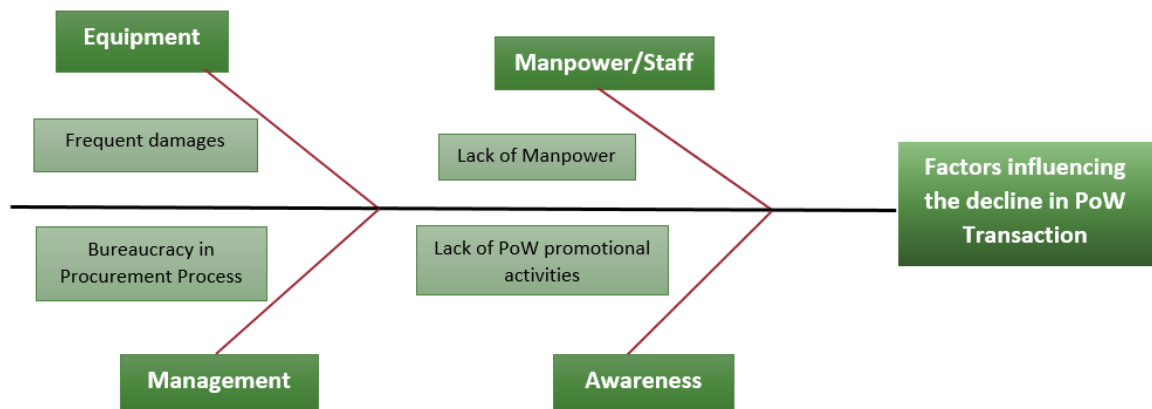 Equipment
Manpower/Staff
Frequent damages
Lack of Manpower
Factors influencing
the decline in PoW
Transaction
Bureaucracy in
Procurement Process
Lack of PoW promotional
activities
Management
Awareness